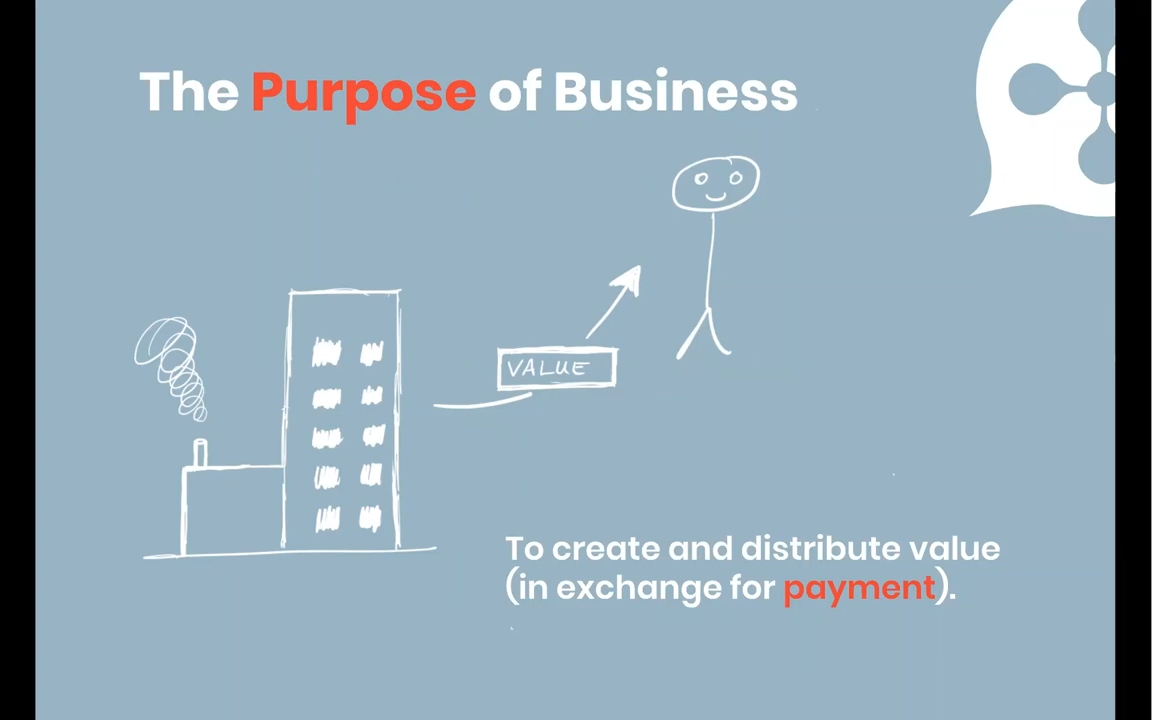 The Purpose of Business
VALUE
To create and distribute value
(in exchange for payment).